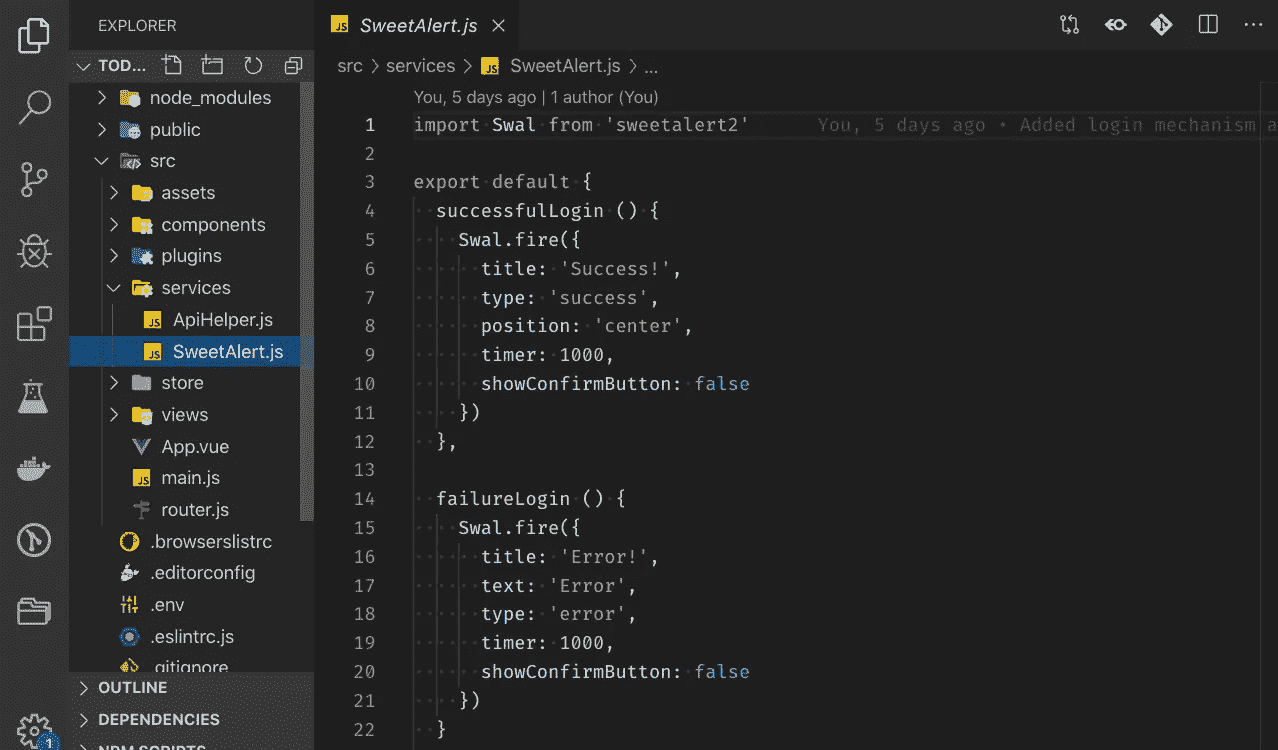 EXPLORER
TOD...
node_modules
public
src
assets
components
plugins
services
ApiHelper.js
SweetAlert.js
store
views
App.vue
main.js
router.js
.browserslistrc
.editorconfig
.env
.eslintrc.js
.gitignore
OUTLINE
DEPENDENCIES
NPM SCRIPTS
1
JS SweetAlert.js
src > services > JS SweetAlert.js > ...
You, 5 days ago | 1 author (You)
1 import Swal from 'sweetalert2' You, 5 days ago • Added login mechanism a
2
3 export default {
4 successfulLogin () {
5 Swal.fire({
6 title: 'Success!',
7 type: 'success',
8 position: 'center',
9 timer: 1000,
10 showConfirmButton: false
11 })
12 },
13
14 failureLogin () {
15 Swal.fire({
16 title: 'Error!',
17 text: 'Error',
18 type: 'error',
19 timer: 1000,
20 showConfirmButton: false
21 })
22 }